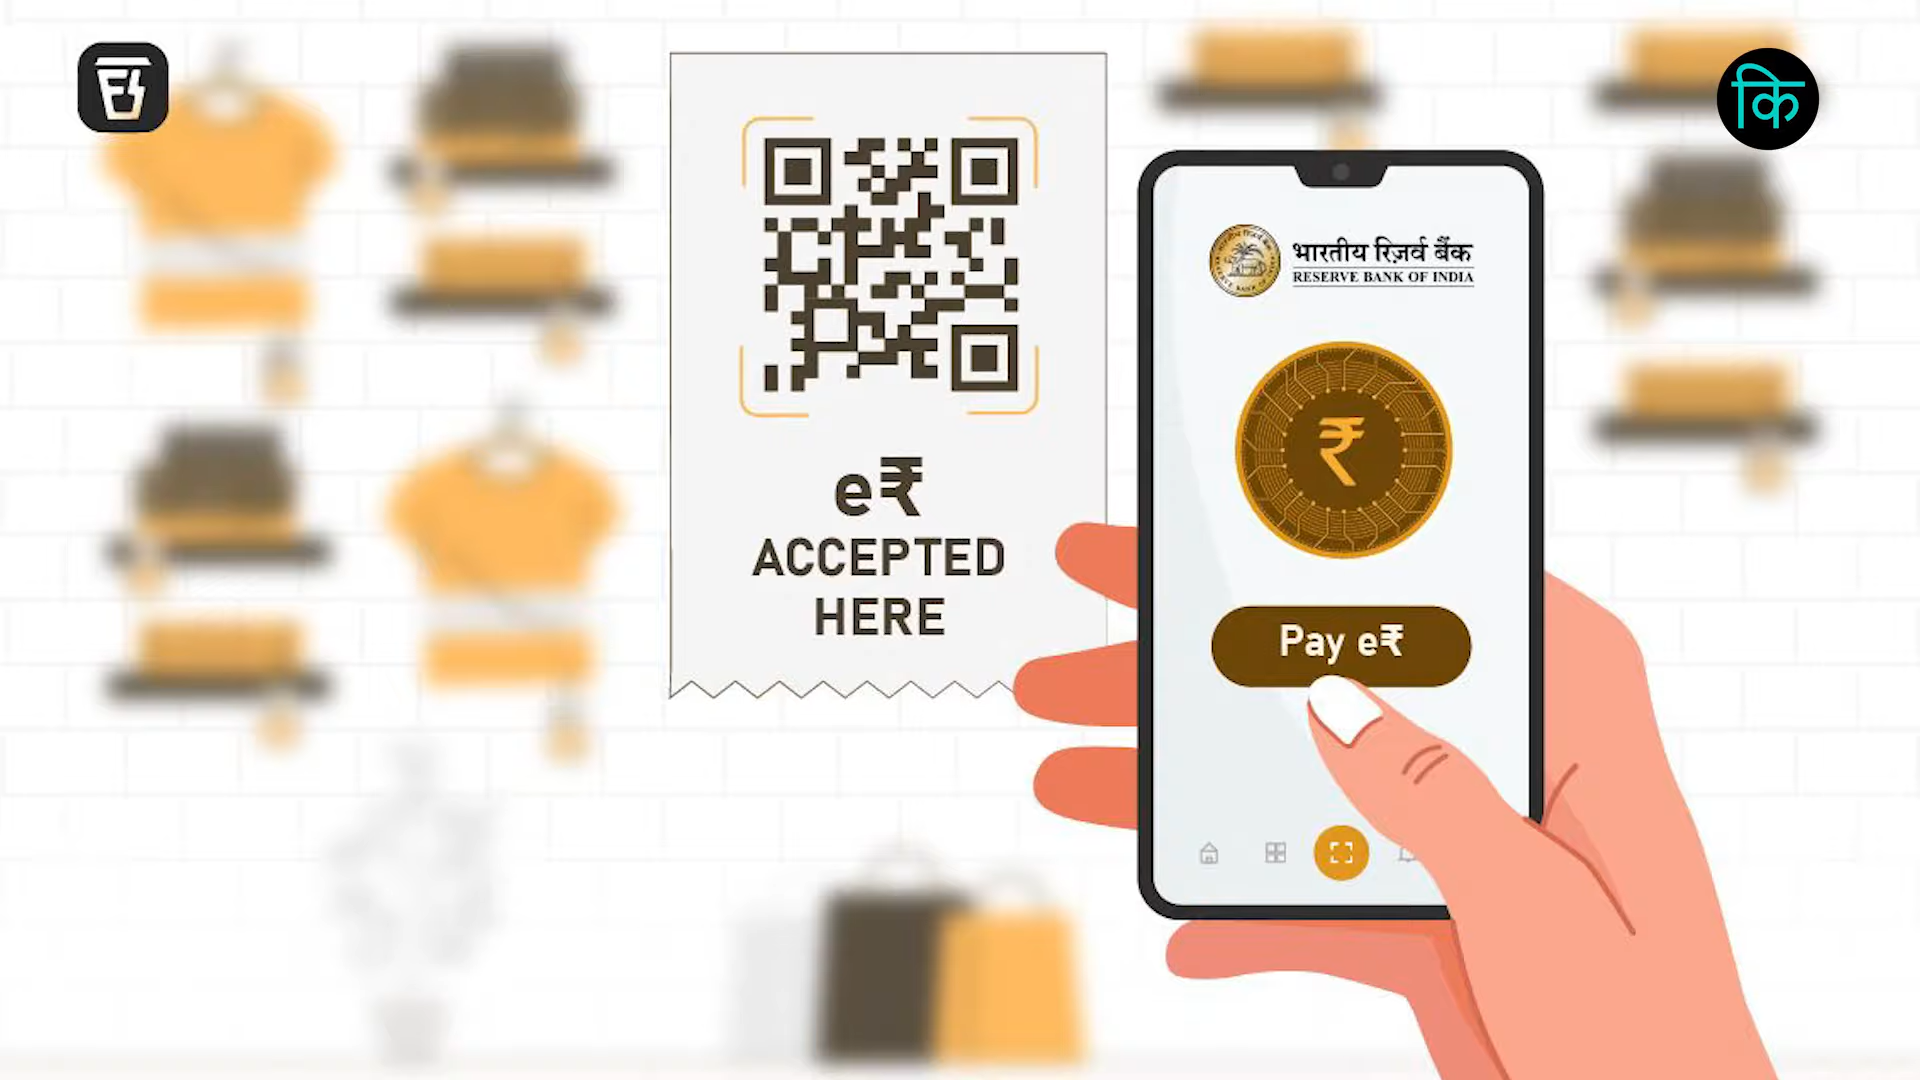 कि
e₹
ACCEPTED
HERE
भारतीय रिज़र्व बैंक
RESERVE BANK OF INDIA
₹
Pay e₹